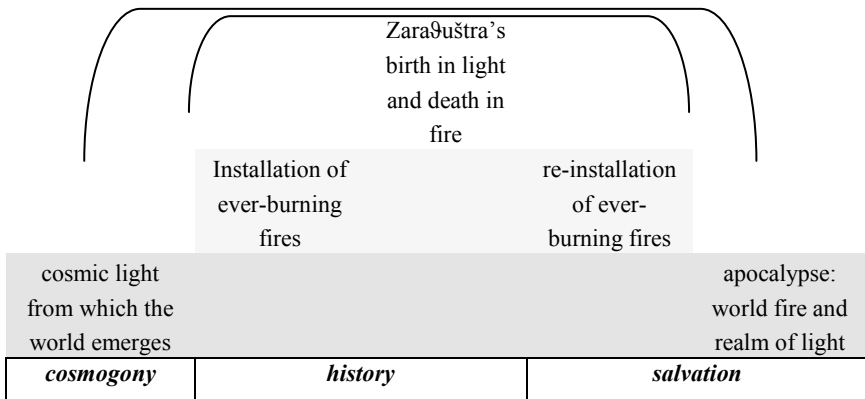 Zaraϑuštra’s
birth in light
and death in
fire
Installation of
ever-burning
fires
re-installation
of ever-
burning fires
cosmic light
from which the
world emerges
apocalypse:
world fire and
realm of light
cosmogony
history
salvation